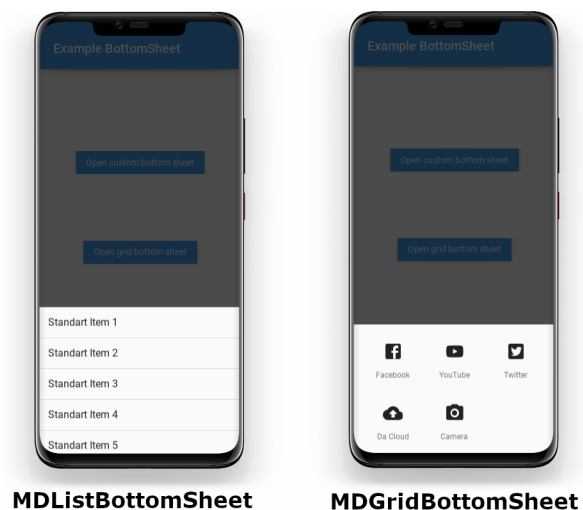 Example BottomSheet
Open custom bottom sheet
Open grid bottom sheet
Standart Item 1
Standart Item 2
Standart Item 3
Standart Item 4
Standart Item 5
MDListBottomSheet
Example BottomSheet
Open custom bottom sheet
Open grid bottom sheet
Facebook YouTube Twitter
Da Cloud Camera
MDGridBottomSheet